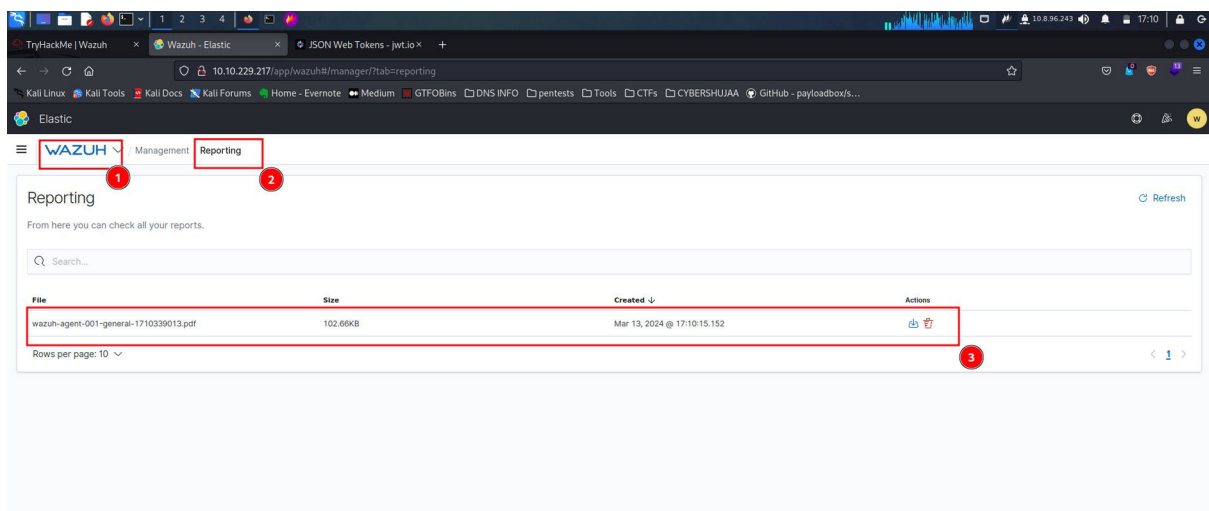 1 2 3 4 10.8.96.243 17:10
TryHackMe | Wazuh × Wazuh - Elastic × JSON Web Tokens - jwt.io × +
10.10.229.217/app/wazuh#/manager/?tab=reporting
Kali Linux Kali Tools Kali Docs Kali Forums Home - Evernote Medium GTFOBins DNS INFO pentests Tools CTFs CYBERSHUJAA GitHub - payloadbox/s...
Elastic W
WAZUH / Management Reporting
1 2
Reporting Refresh
From here you can check all your reports.
Search...
File Size Created ↓ Actions
wazuh-agent-001-general-1710339013.pdf 102.66KB Mar 13, 2024 @ 17:10:15.152
Rows per page: 10 3 < 1 >